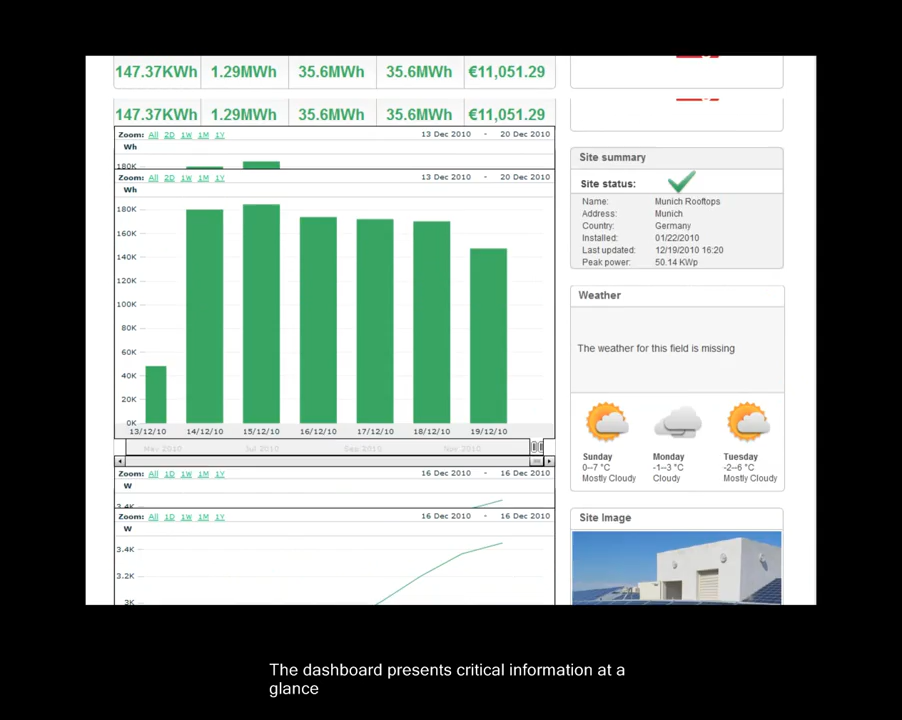 147.37KWh 1.29MWh 35.6MWh 35.6MWh €11,051.29
147.37KWh 1.29MWh 35.6MWh 35.6MWh €11,051.29
Zoom: All 2D 1W 1M 1Y 13 Dec 2010 - 20 Dec 2010
Wh
180K
Zoom: All 2D 1W 1M 1Y 13 Dec 2010 - 20 Dec 2010
Wh
180K
160K
140K
120K
100K
80K
60K
40K
20K
0K
13/12/10 14/12/10 15/12/10 16/12/10 17/12/10 18/12/10 19/12/10
May 2010 Jul 2010 Sep 2010 Nov 2010
Zoom: All 1D 1W 1M 1Y 16 Dec 2010 - 16 Dec 2010
W
3.4K
Zoom: All 1D 1W 1M 1Y 16 Dec 2010 - 16 Dec 2010
W
3.4K
3.2K
3K
Site summary
Site status:
Name: Munich Rooftops
Address: Munich
Country: Germany
Installed: 01/22/2010
Last updated: 12/19/2010 16:20
Peak power: 50.14 KWp
Weather
The weather for this field is missing
Sunday Monday Tuesday
0--7 °C -1--3 °C -2--6 °C
Mostly Cloudy Cloudy Mostly Cloudy
Site Image
The dashboard presents critical information at a
glance